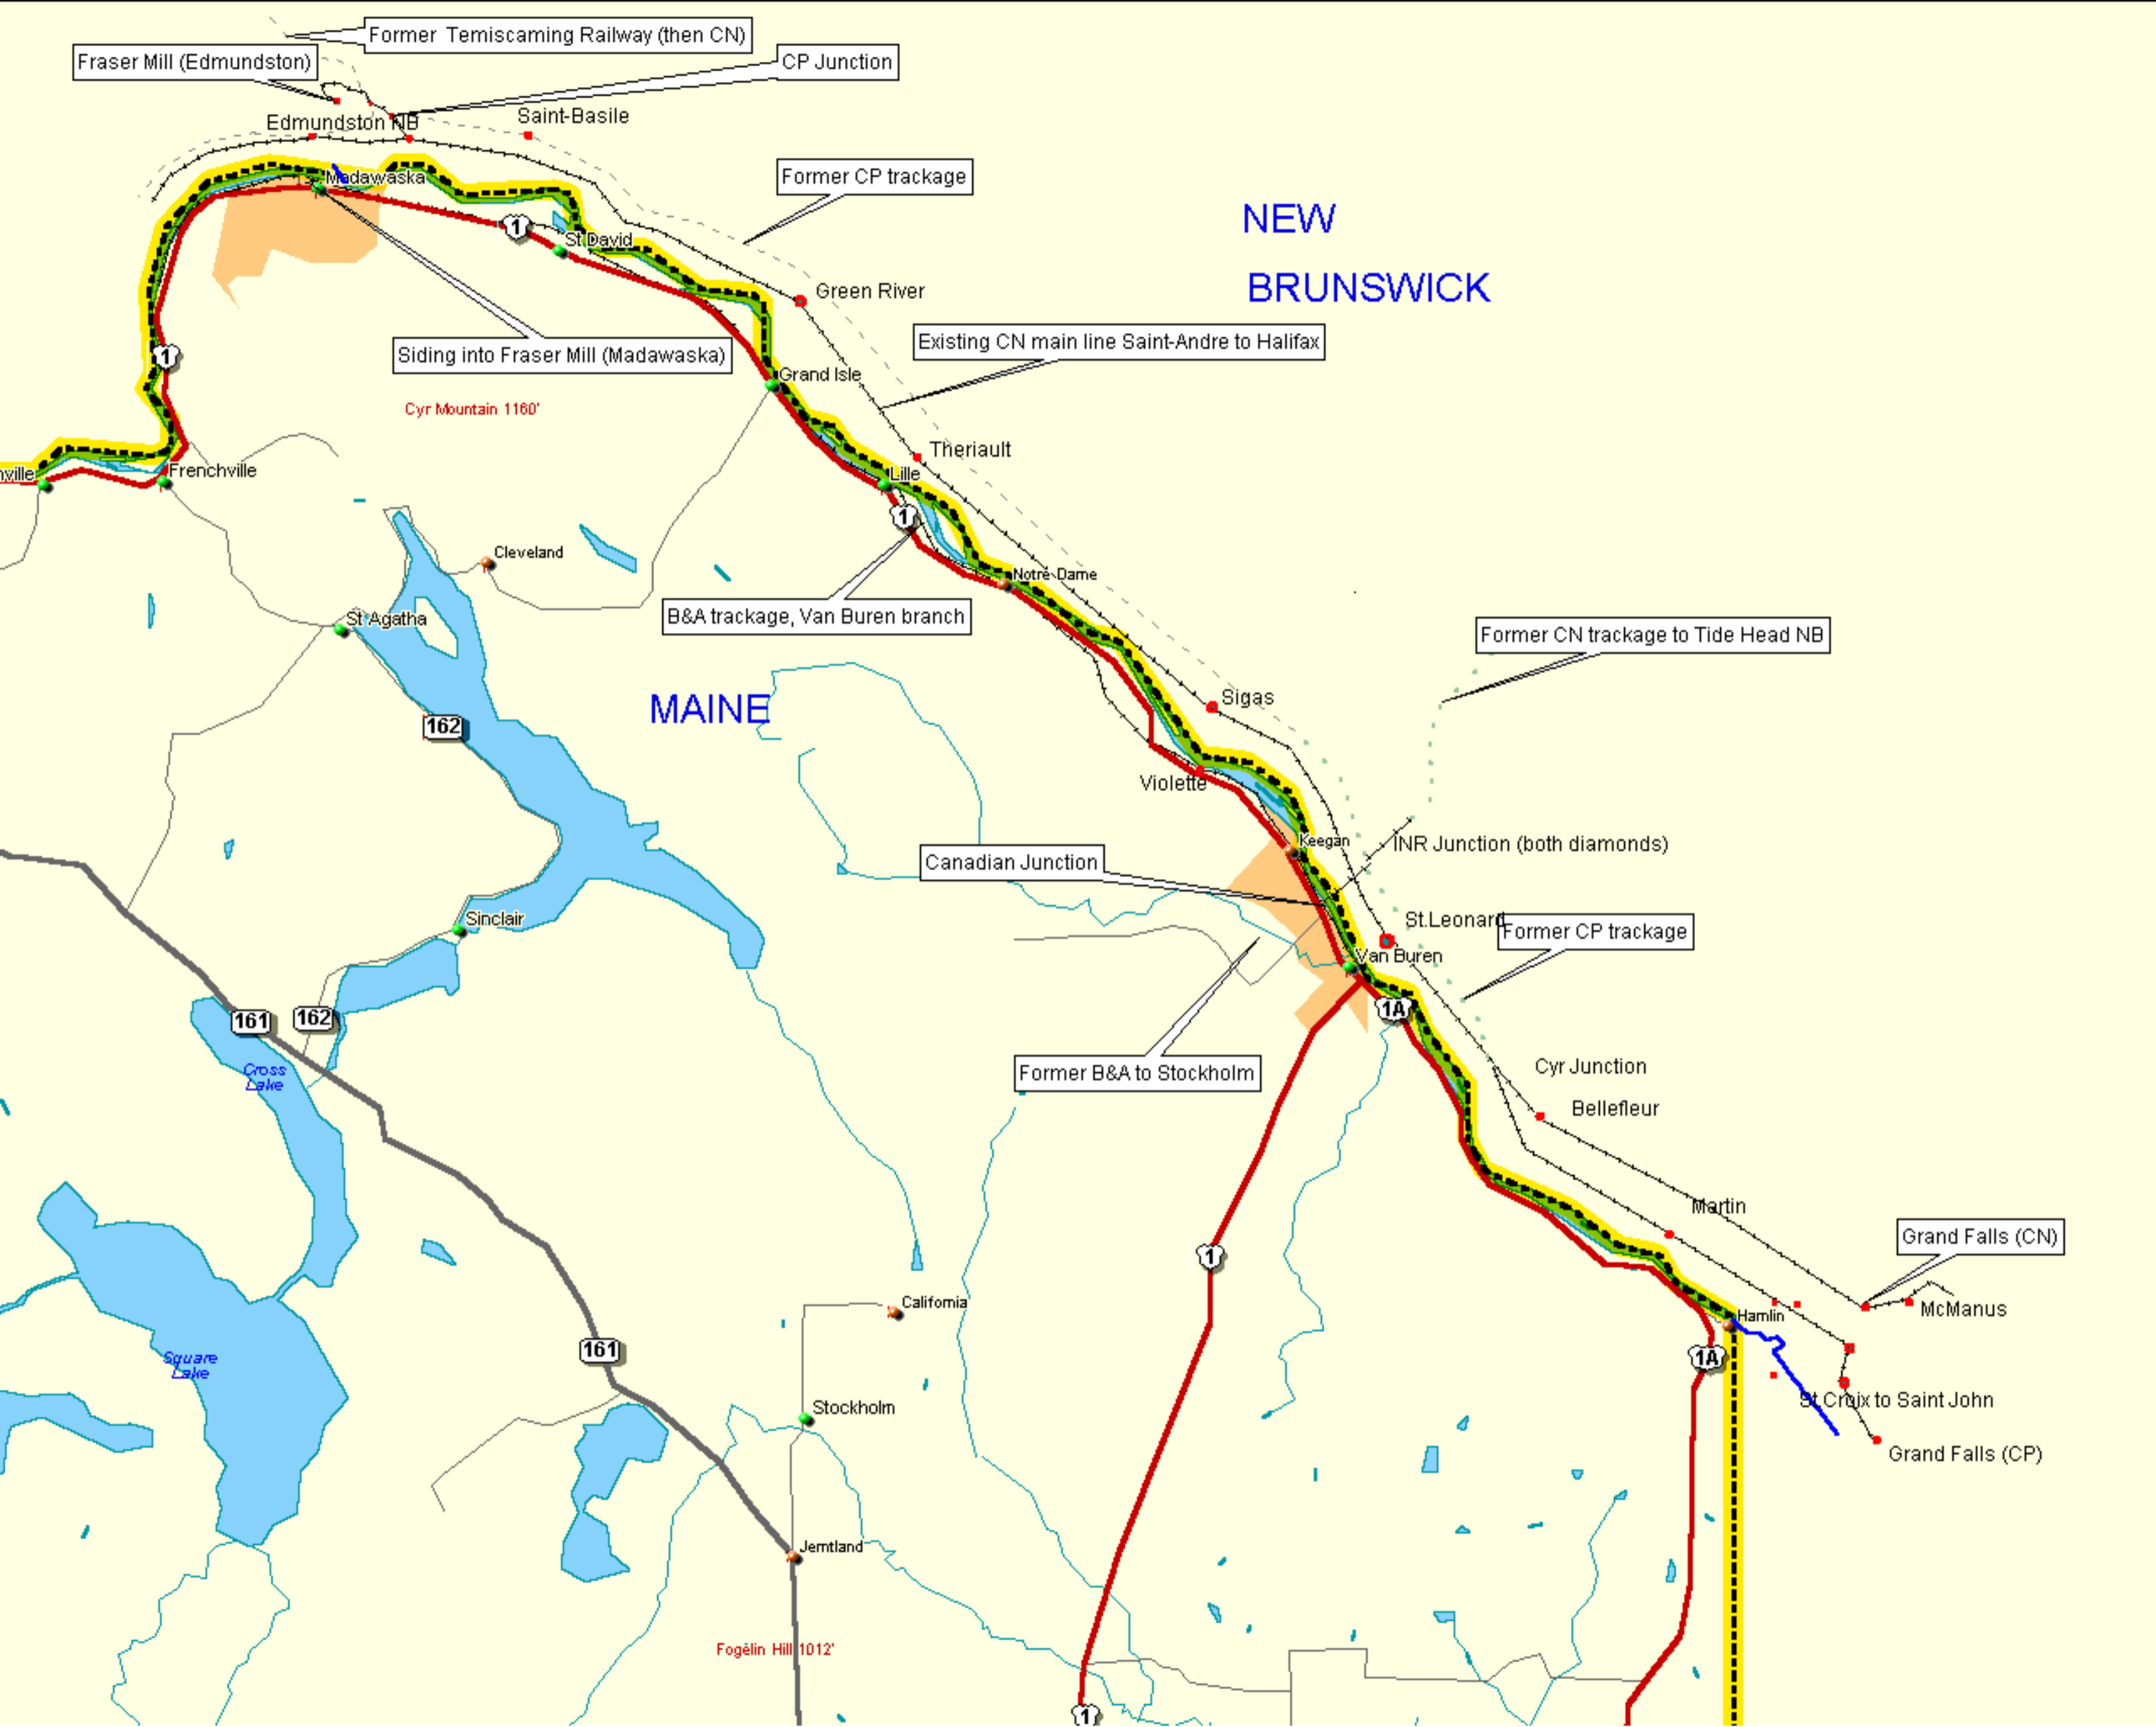 Former Temiscaming Railway (then CN)
Fraser Mill (Edmundston)
CP Junction
Edmundston NB
Saint-Basile
Former CP trackage
Madawaska
NEW
BRUNSWICK
1
St David
Green River
Siding into Fraser Mill (Madawaska)
Existing CN main line Saint-Andre to Halifax
1
Grand Isle
Cyr Mountain 1160'
Theriault
nville
Frenchville
Lille
1
Cleveland
Notre Dame
B&A trackage, Van Buren branch
St Agatha
Former CN trackage to Tide Head NB
MAINE
Sigas
162
Violette
Keegan
INR Junction (both diamonds)
Canadian Junction
Sinclair
St.Leonard
Former CP trackage
Van Buren
161
162
1A
Cross
Lake
Former B&A to Stockholm
Cyr Junction
Bellefleur
Martin
Grand Falls (CN)
1
California
McManus
Hamlin
Square
Lake
161
1A
Stockholm
St.Croix to Saint John
Grand Falls (CP)
Jemtland
Fogelin Hill 1012'
1